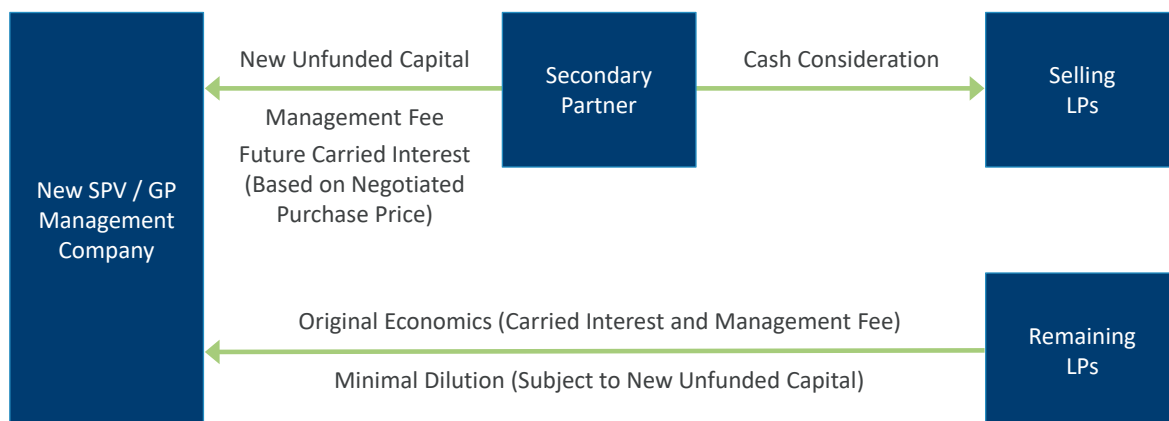 New Unfunded Capital
Management Fee
Future Carried Interest
(Based on Negotiated
Purchase Price)
Secondary
Partner
Cash Consideration
Selling
LPs
New SPV / GP
Management
Company
Original Economics (Carried Interest and Management Fee)
Minimal Dilution (Subject to New Unfunded Capital)
Remaining
LPs